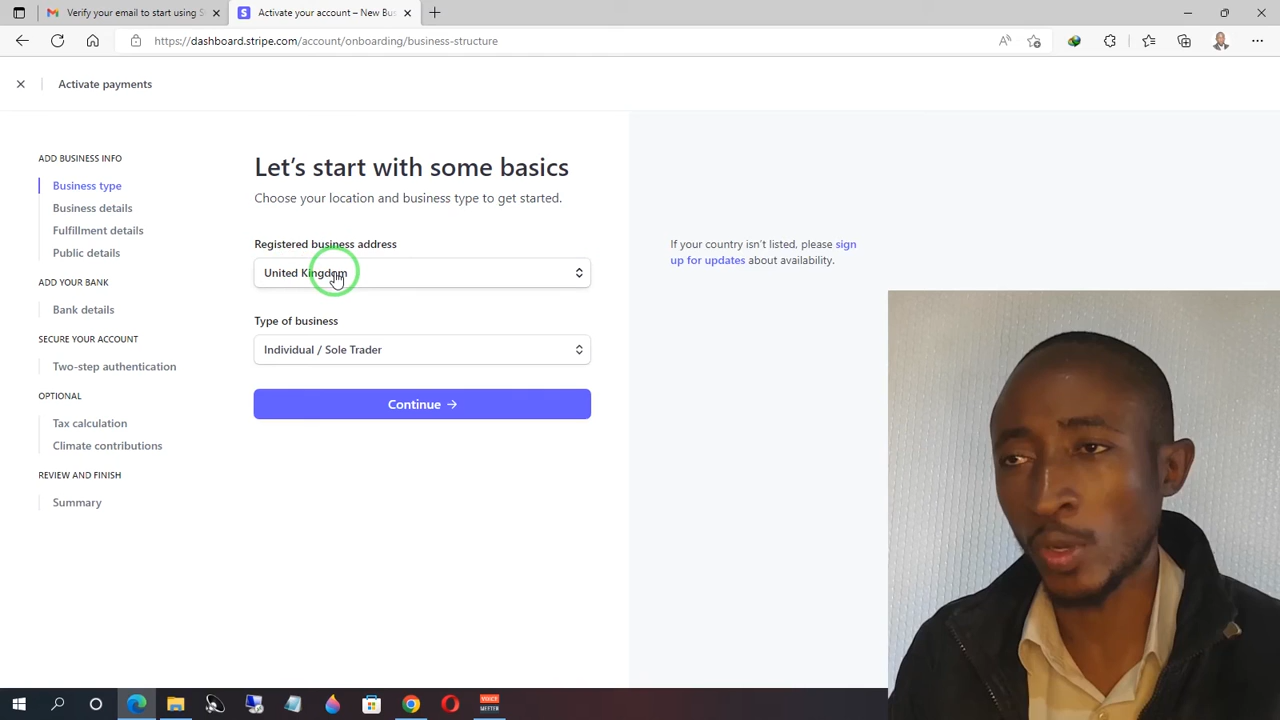 Verify your email to start using S
Activate your account – New Bus
https://dashboard.stripe.com/account/onboarding/business-structure
Activate payments
ADD BUSINESS INFO
Business type
Business details
Fulfillment details
Public details
ADD YOUR BANK
Bank details
SECURE YOUR ACCOUNT
Two-step authentication
OPTIONAL
Tax calculation
Climate contributions
REVIEW AND FINISH
Summary
Let's start with some basics
Choose your location and business type to get started.
Registered business address
United Kingdom
Type of business
Individual / Sole Trader
Continue →
If your country isn't listed, please sign
up for updates about availability.
VOICE
MEETER